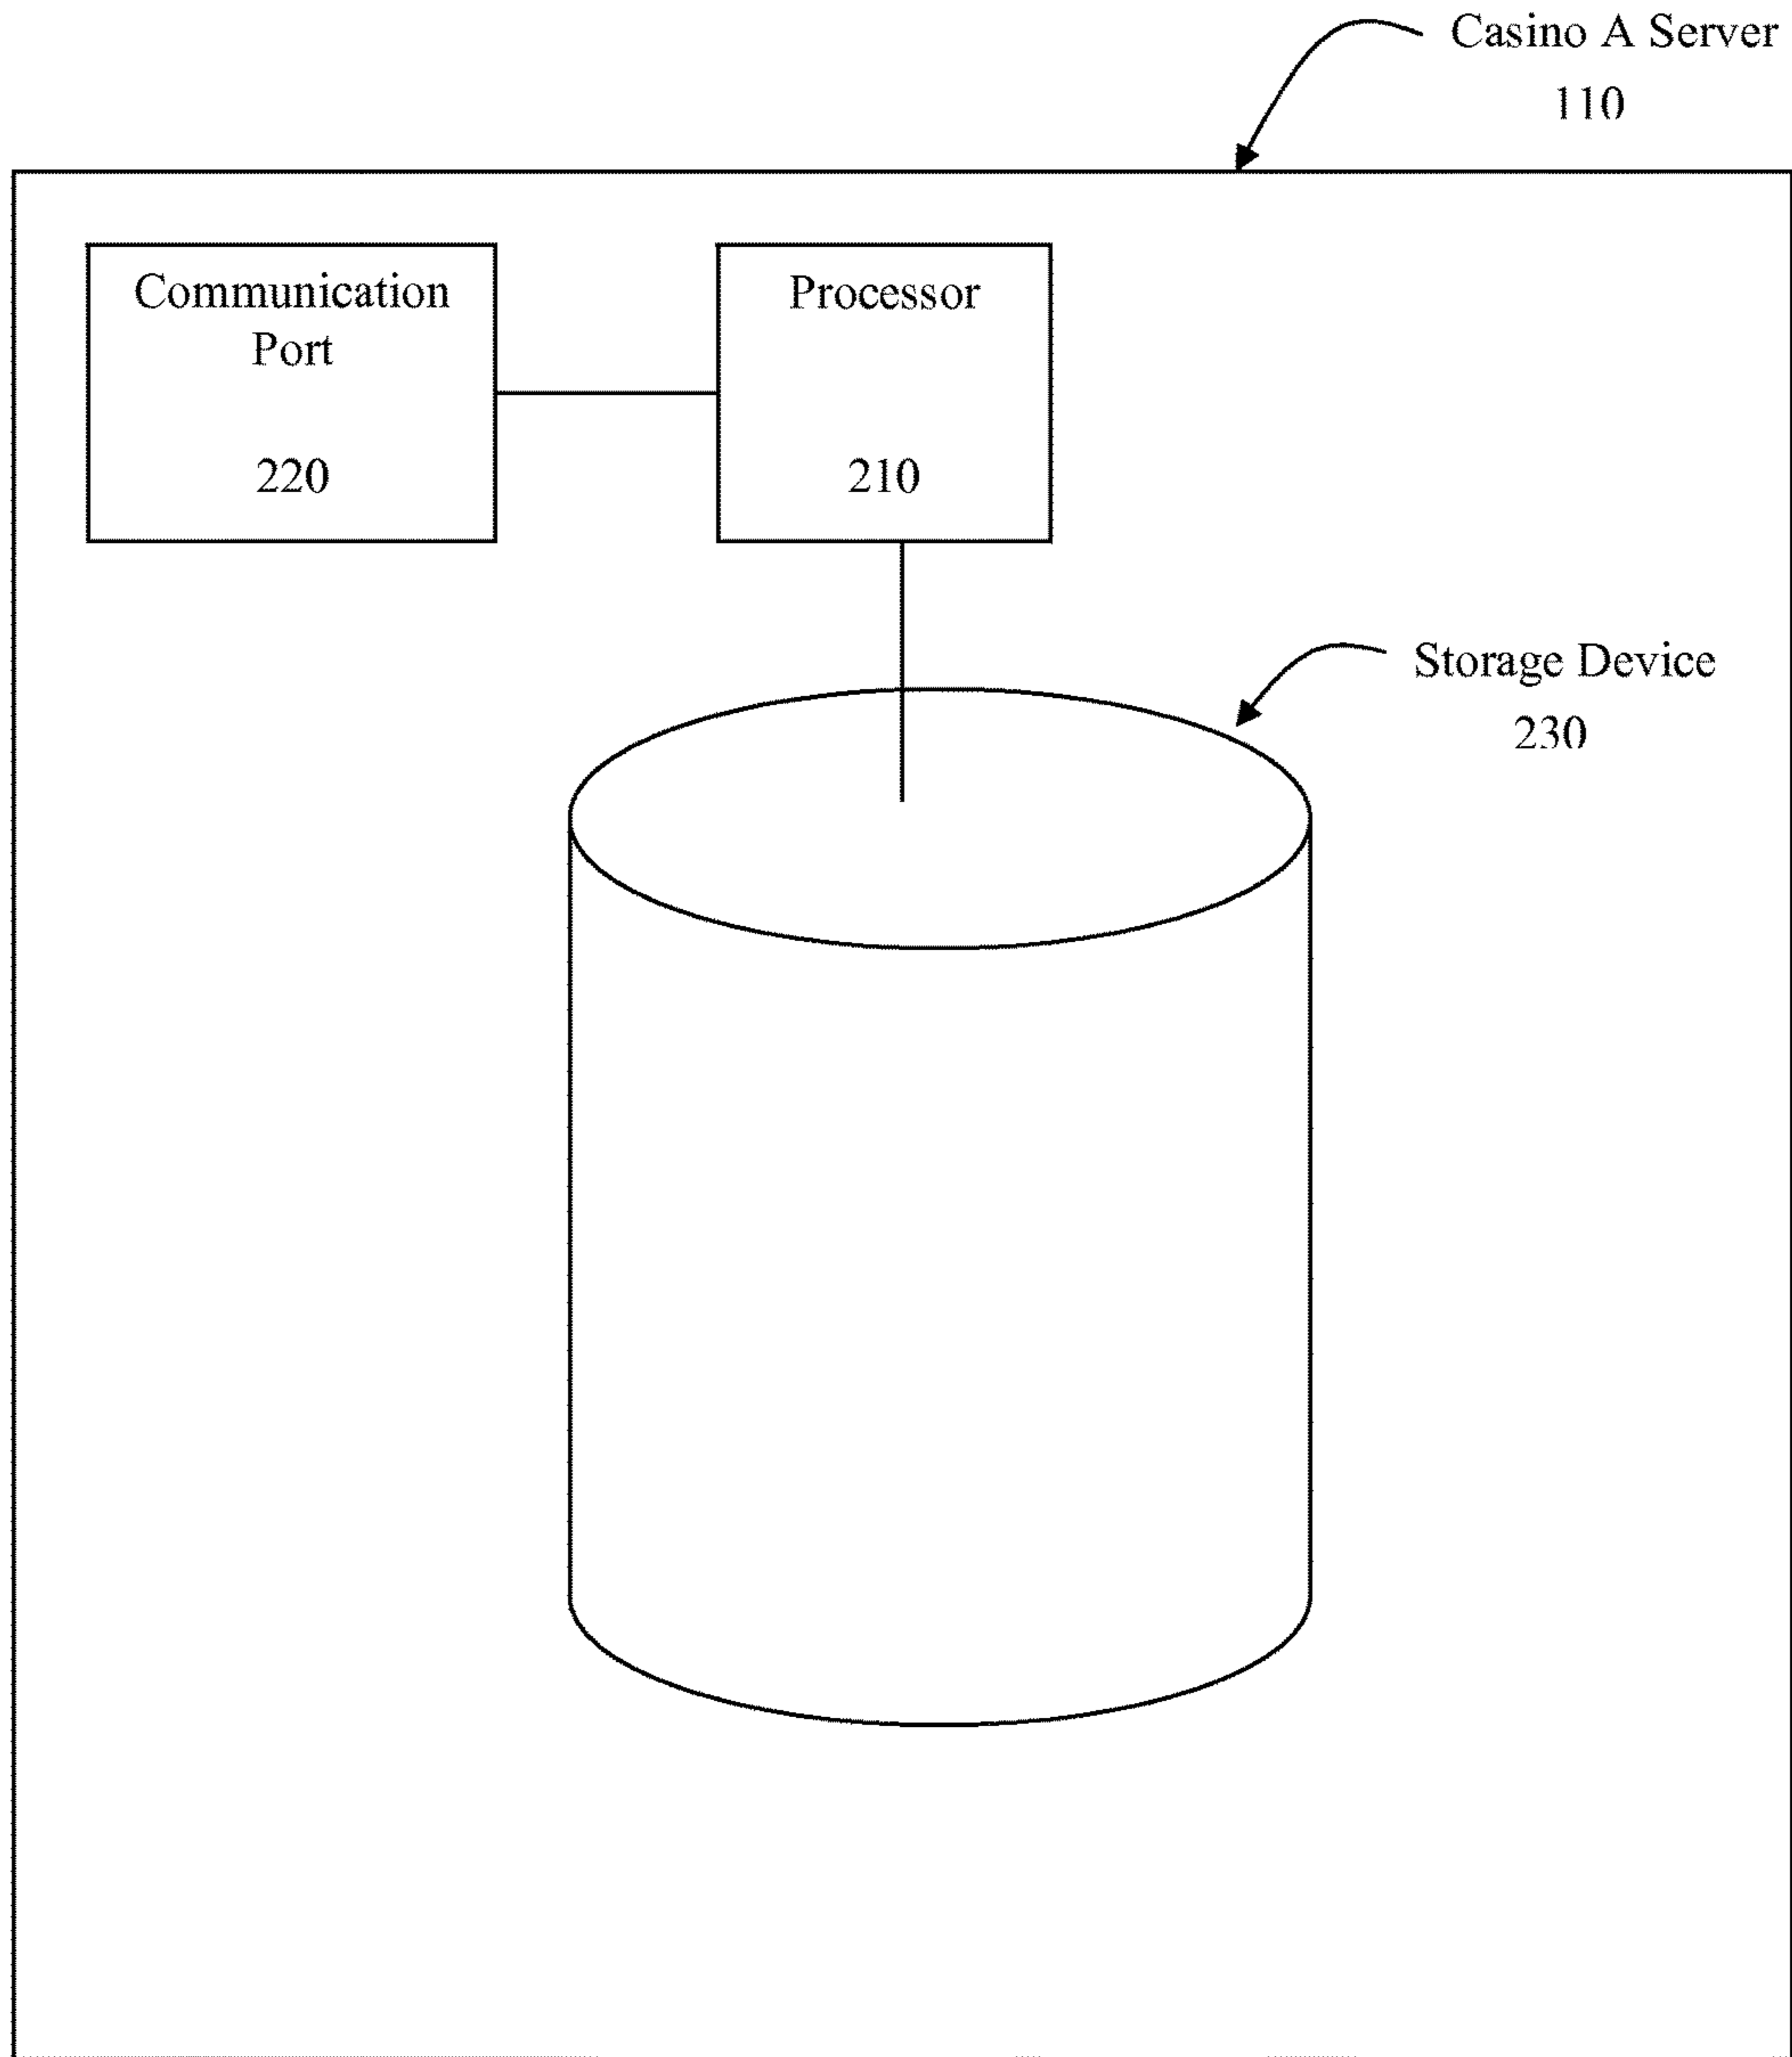 Casino A Server
110
Communication
Port
220
Processor
210
Storage Device
230